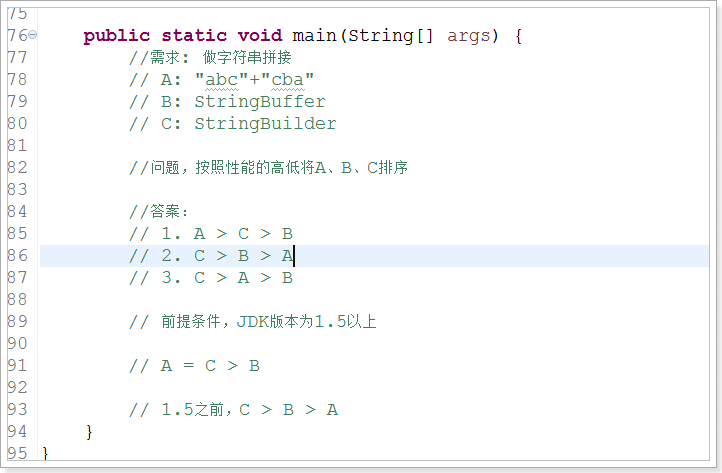 75
76 public static void main(String[] args) {
77 //需求: 做字符串拼接
78 // A: "abc"+"cba"
79 // B: StringBuffer
80 // C: StringBuilder
81
82 //问题，按照性能的高低将A、B、C排序
83
84 //答案:
85 // 1. A > C > B
86 // 2. C > B > A
87 // 3. C > A > B
88
89 // 前提条件，JDK版本为1.5以上
90
91 // A = C > B
92
93 // 1.5之前，C > B > A
94 }
95 }